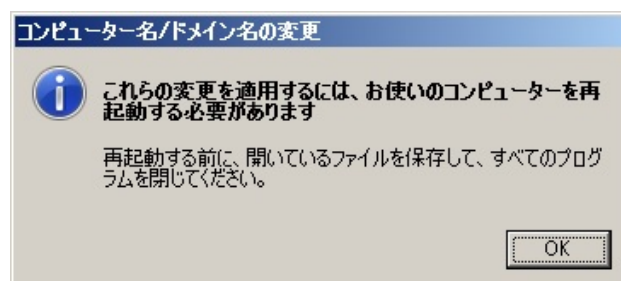 コンピューター名/ドメイン名の変更
これらの変更を適用するには、お使いのコンピューターを再
起動する必要があります
再起動する前に、開いているファイルを保存して、すべてのプログ
ラムを閉じてください。
OK